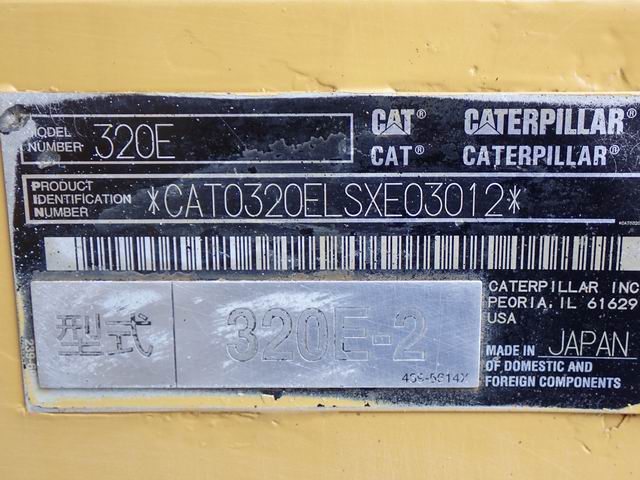 MODEL NUMBER 320E
CAT® CATERPILLAR®
CAT® CATERPILLAR®
PRODUCT IDENTIFICATION NUMBER *CAT0320ELSXE03012*
CATERPILLAR INC
PEORIA, IL 61629
USA
型式 320E-2
MADE IN JAPAN
OF DOMESTIC AND
FOREIGN COMPONENTS